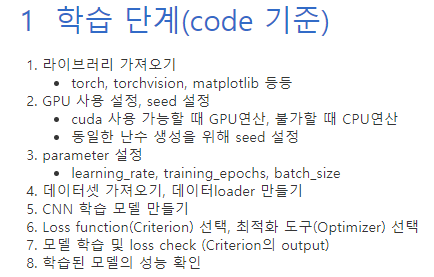 1 학습 단계(code 기준)
1. 라이브러리 가져오기
• torch, torchvision, matplotlib 등등
2. GPU 사용 설정, seed 설정
• cuda 사용 가능할 때 GPU연산, 불가할 때 CPU연산
• 동일한 난수 생성을 위해 seed 설정
3. parameter 설정
• learning_rate, training_epochs, batch_size
4. 데이터셋 가져오기, 데이터loader 만들기
5. CNN 학습 모델 만들기
6. Loss function(Criterion) 선택, 최적화 도구(Optimizer) 선택
7. 모델 학습 및 loss check (Criterion의 output)
8. 학습된 모델의 성능 확인